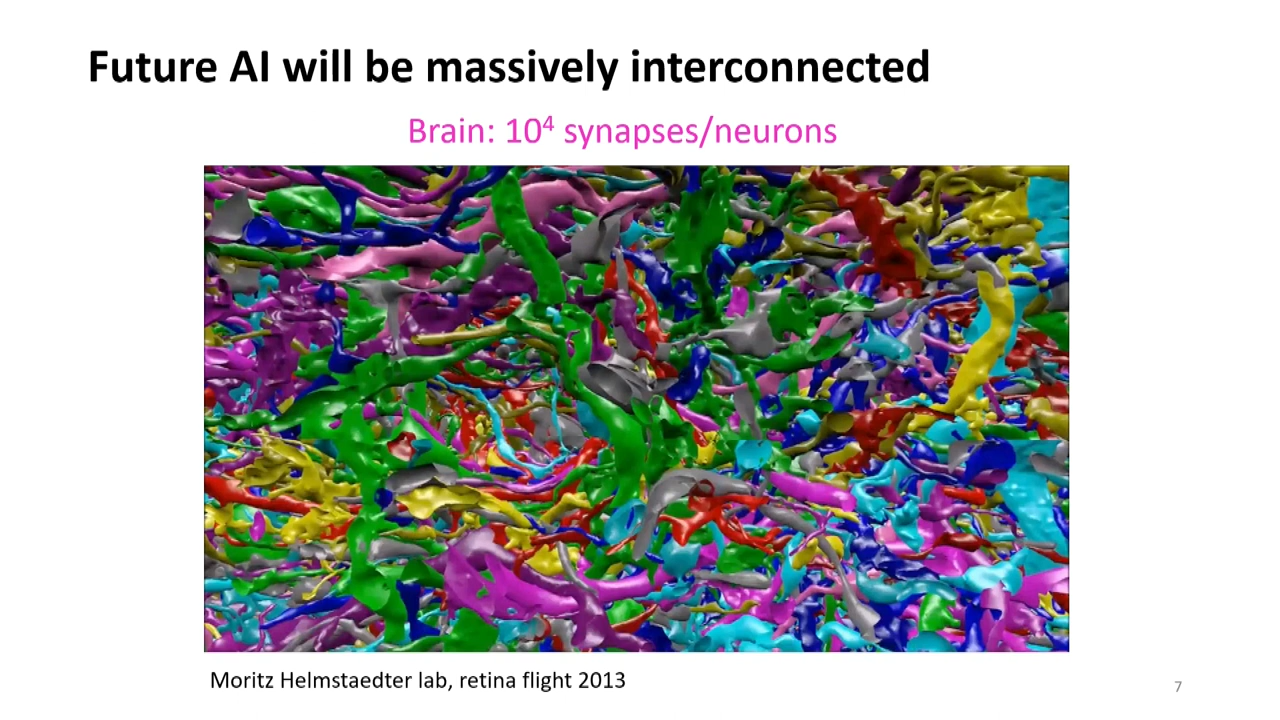 Future AI will be massively interconnected
Brain: 10⁴ synapses/neurons
Moritz Helmstaedter lab, retina flight 2013
7